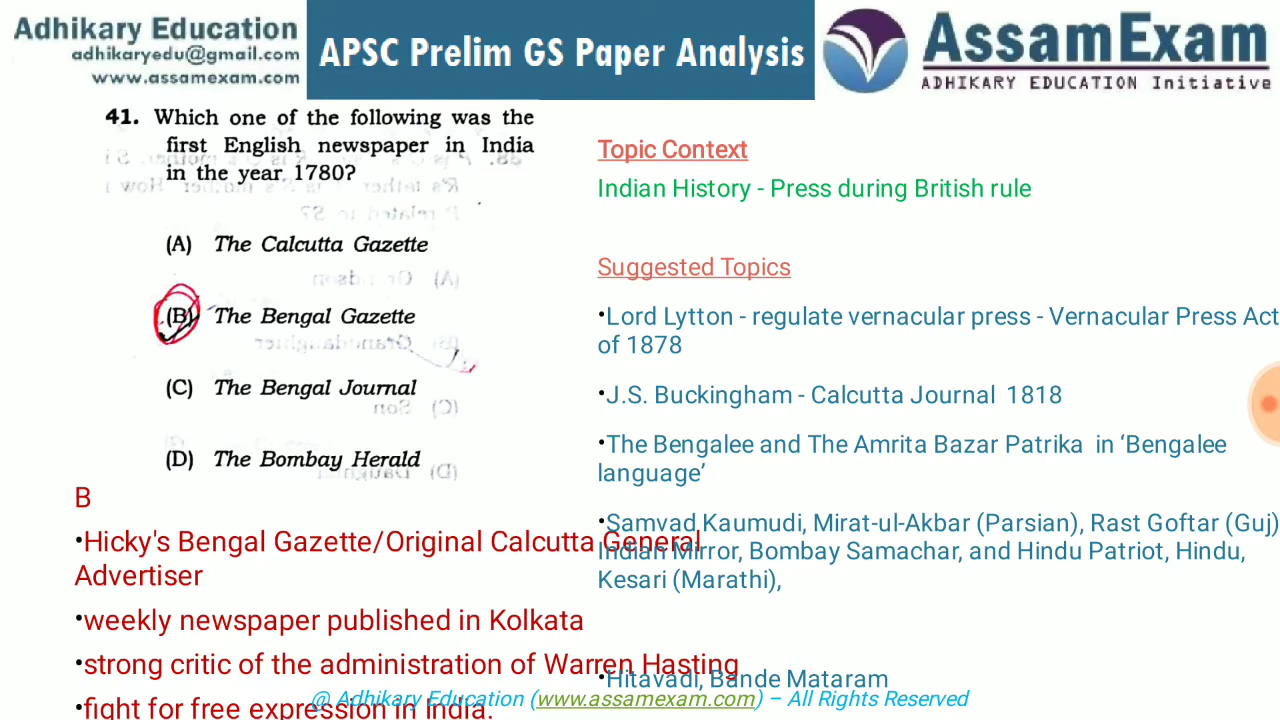 Adhikary Education
adhikaryedu@gmail.com
www.assamexam.com
APSC Prelim GS Paper Analysis
AssamExam
ADHIKARY EDUCATION Initiative
41. Which one of the following was the
first English newspaper in India
in the year 1780?
(A) The Calcutta Gazette
(B) The Bengal Gazette
(C) The Bengal Journal
(D) The Bombay Herald
B
•Hicky's Bengal Gazette/Original Calcutta General
Advertiser
•weekly newspaper published in Kolkata
•strong critic of the administration of Warren Hasting
•fight for free expression in India.
Topic Context
Indian History - Press during British rule
Suggested Topics
•Lord Lytton - regulate vernacular press - Vernacular Press Act
of 1878
•J.S. Buckingham - Calcutta Journal 1818
•The Bengalee and The Amrita Bazar Patrika in ‘Bengalee
language’
•Samvad Kaumudi, Mirat-ul-Akbar (Parsian), Rast Goftar (Guj)
Indian Mirror, Bombay Samachar, and Hindu Patriot, Hindu,
Kesari (Marathi),
•Hitavadi, Bande Mataram
@ Adhikary Education (www.assamexam.com) – All Rights Reserved